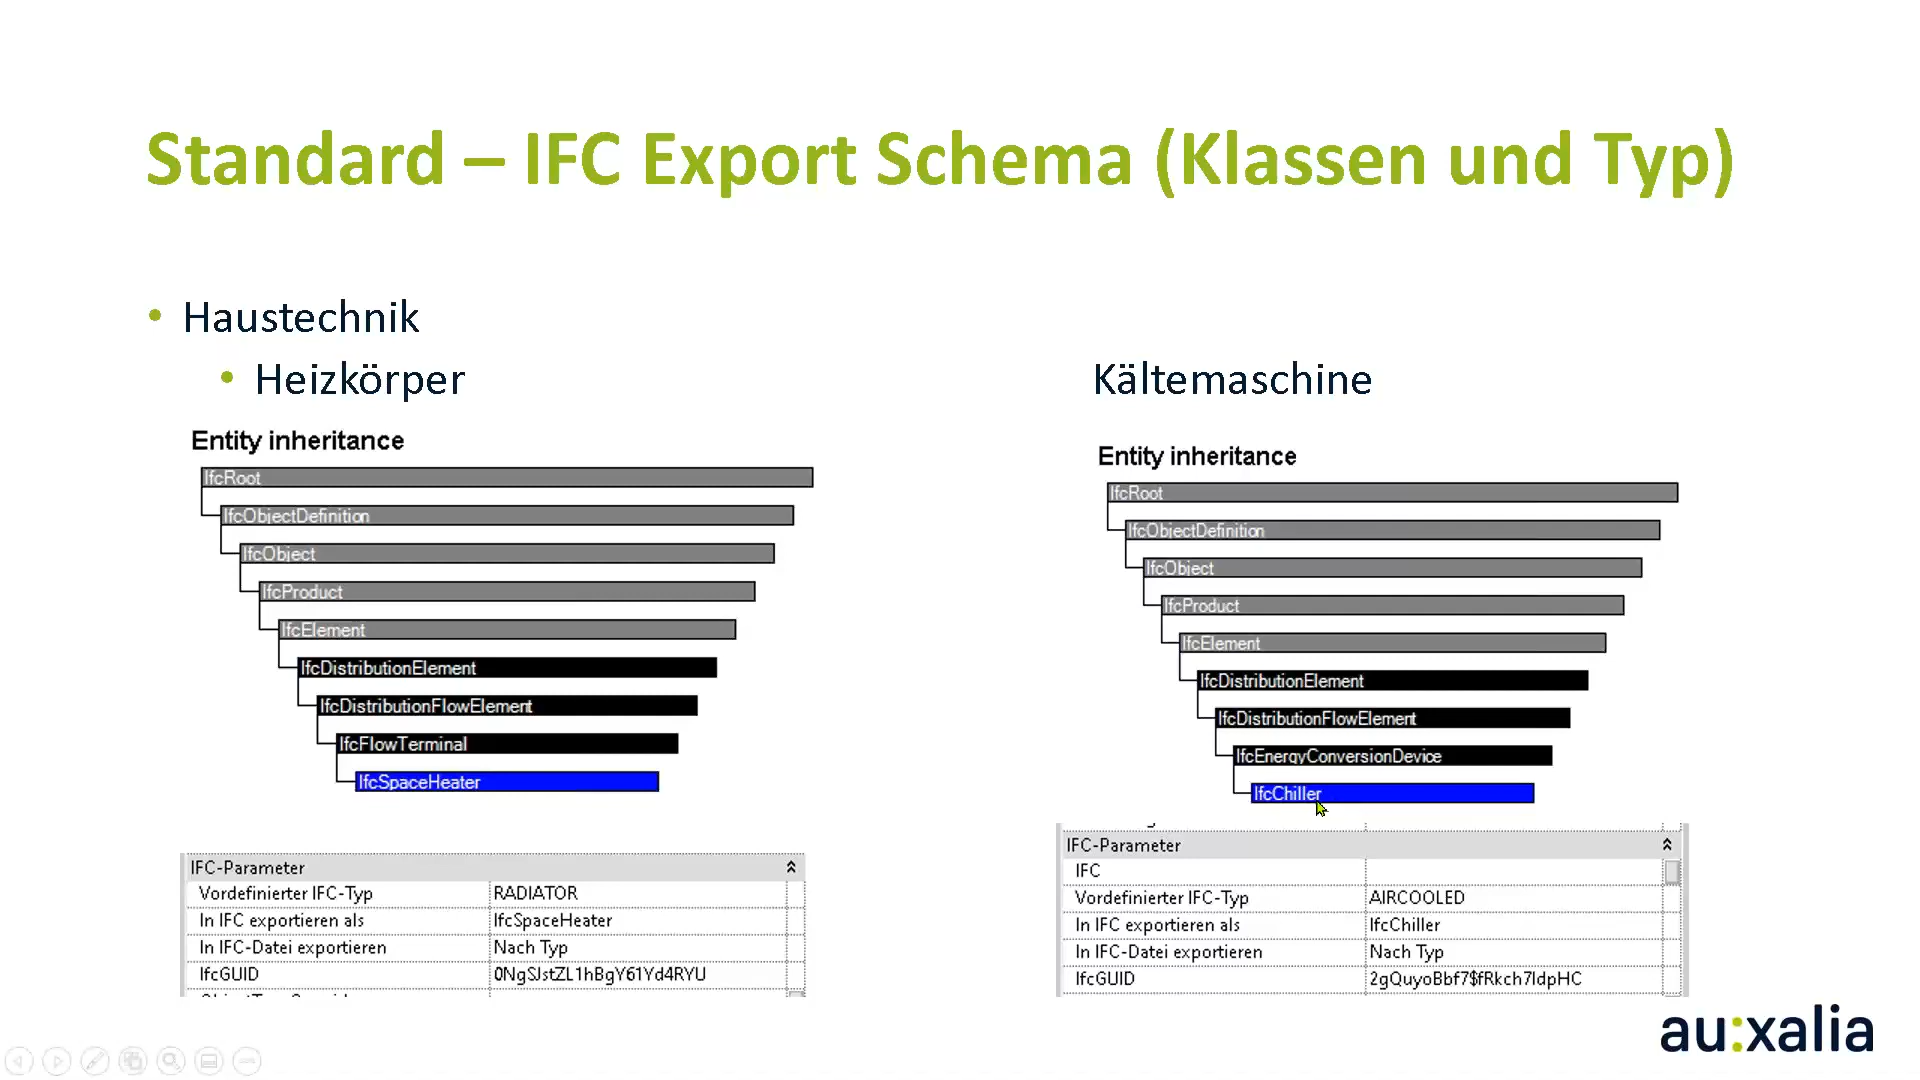 Standard – IFC Export Schema (Klassen und Typ)
• Haustechnik
• Heizkörper
Entity inheritance
IfcRoot
IfcObjectDefinition
IfcObject
IfcProduct
IfcElement
IfcDistributionElement
IfcDistributionFlowElement
IfcFlowTerminal
IfcSpaceHeater
IFC-Parameter
Vordefinierter IFC-Typ RADIATOR
In IFC exportieren als IfcSpaceHeater
In IFC-Datei exportieren Nach Typ
IfcGUID 0NgSJstZL1hBgY61Yd4RYU
Kältemaschine
Entity inheritance
IfcRoot
IfcObjectDefinition
IfcObject
IfcProduct
IfcElement
IfcDistributionElement
IfcDistributionFlowElement
IfcEnergyConversionDevice
IfcChiller
IFC-Parameter
IFC
Vordefinierter IFC-Typ AIRCOOLED
In IFC exportieren als IfcChiller
In IFC-Datei exportieren Nach Typ
IfcGUID 2gQuyoBbf7$fRkch7IdpHC
au:xalia